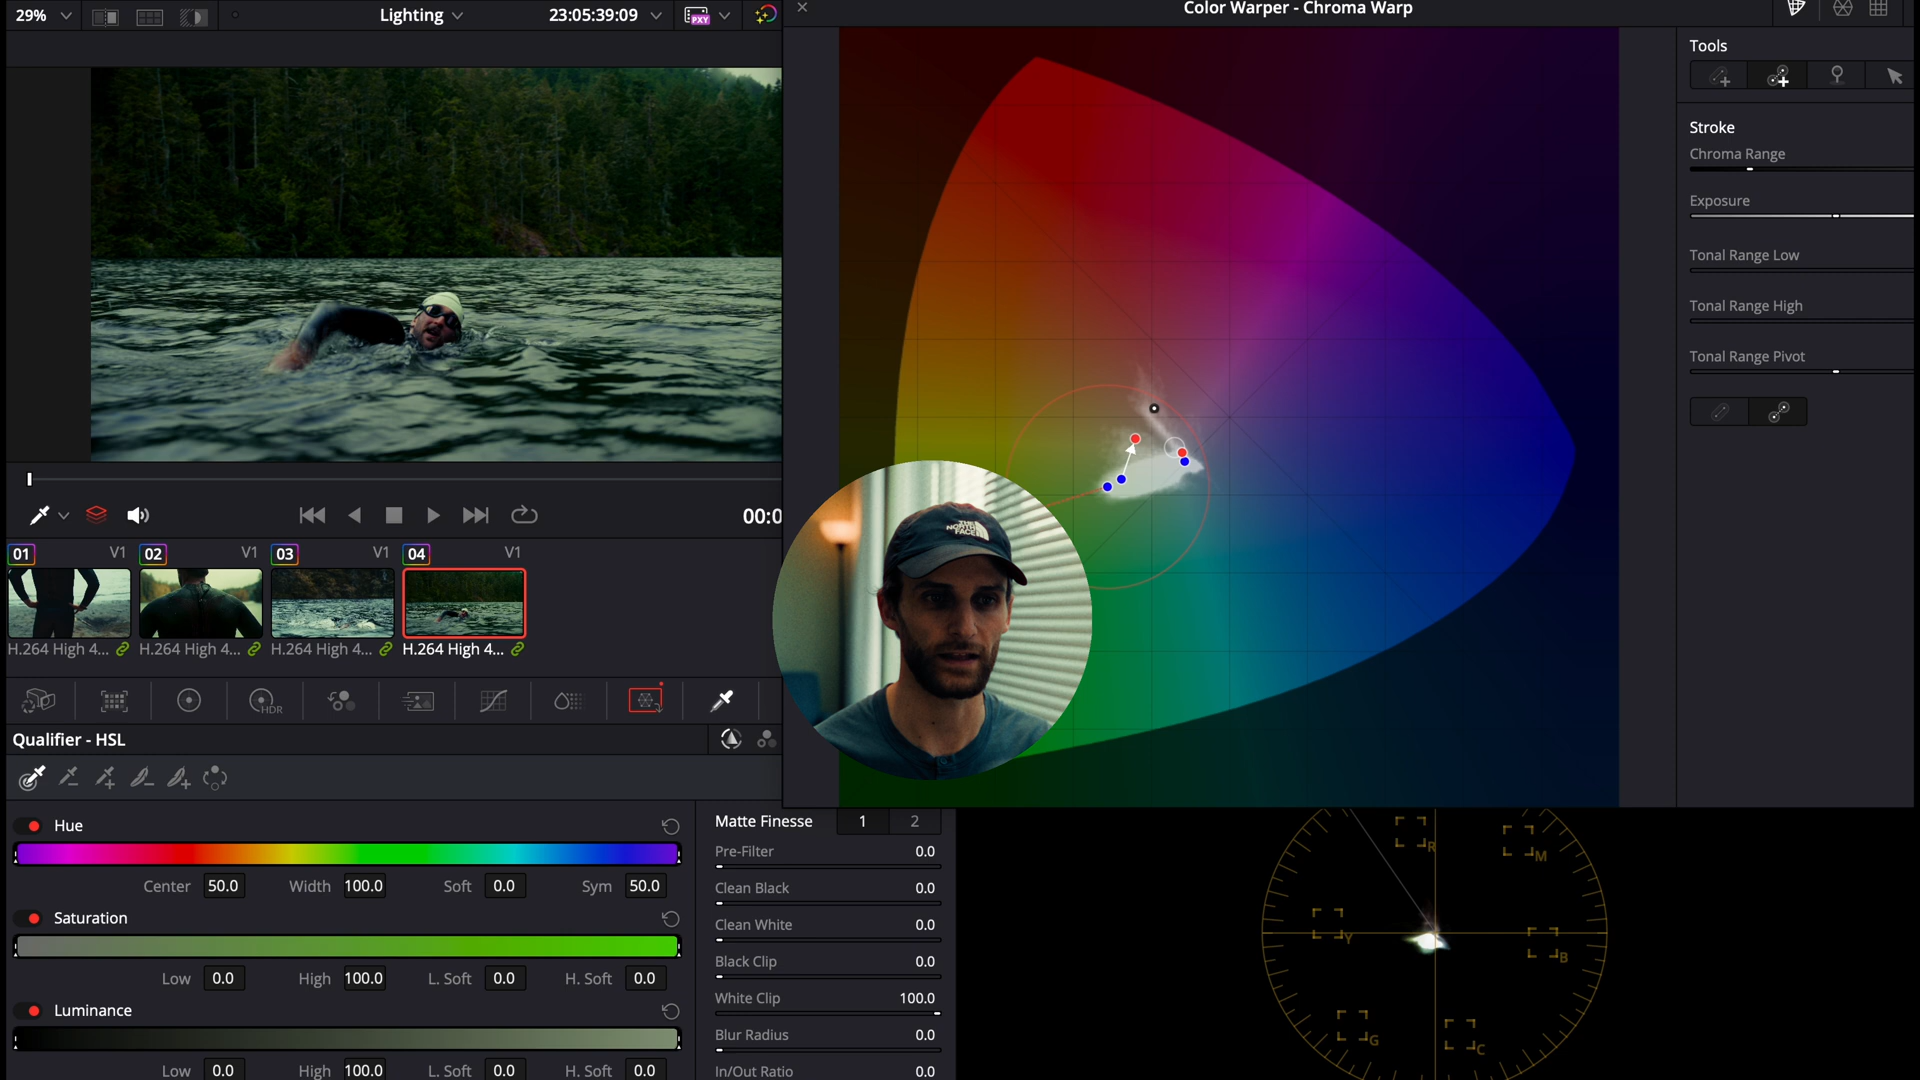 29%
Lighting
23:05:39:09
PXY
Color Warper - Chroma Warp
Tools
Stroke
Chroma Range
Exposure
Tonal Range Low
Tonal Range High
Tonal Range Pivot
THE NORTH FACE
00:0
01 V1 02 V1 03 V1 04 V1
H.264 High 4... H.264 High 4... H.264 High 4... H.264 High 4...
HDR
Qualifier - HSL
Hue
Center 50.0 Width 100.0 Soft 0.0 Sym 50.0
Saturation
Low 0.0 High 100.0 L. Soft 0.0 H. Soft 0.0
Luminance
Low 0.0 High 100.0 L. Soft 0.0 H. Soft 0.0
Matte Finesse 1 2
Pre-Filter 0.0
Clean Black 0.0
Clean White 0.0
Black Clip 0.0
White Clip 100.0
Blur Radius 0.0
In/Out Ratio 0.0
R
M
Y
B
G
C